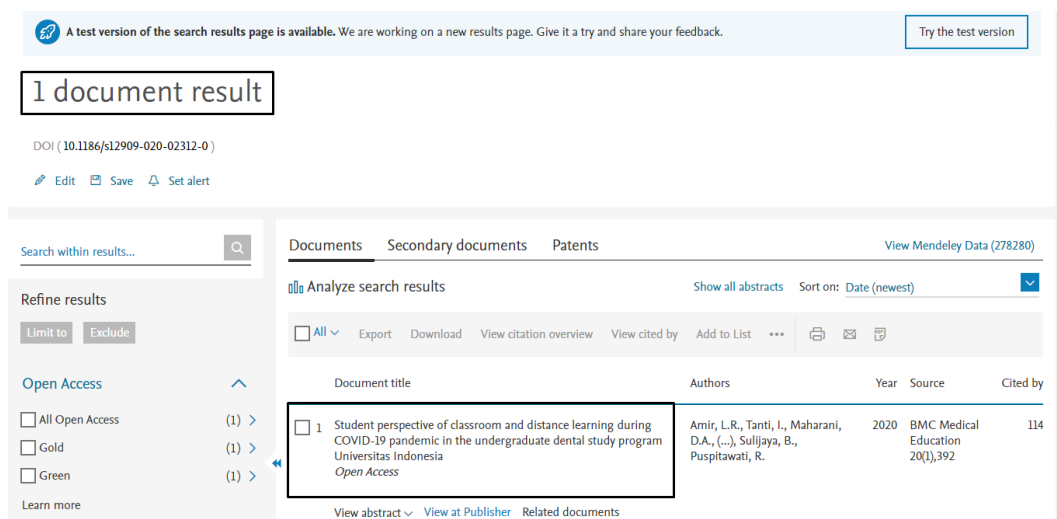 A test version of the search results page is available. We are working on a new results page. Give it a try and share your feedback.
Try the test version
1 document result
DOI ( 10.1186/s12909-020-02312-0 )
Edit Save Set alert
Search within results...
Documents Secondary documents Patents
View Mendeley Data (278280)
Analyze search results
Show all abstracts Sort on: Date (newest)
Refine results
Limit to Exclude
All Export Download View citation overview View cited by Add to List •••
Open Access
All Open Access (1)
Gold (1)
Green (1)
Learn more
Document title Authors Year Source Cited by
1 Student perspective of classroom and distance learning during
COVID-19 pandemic in the undergraduate dental study program
Universitas Indonesia
Open Access
Amir, L.R., Tanti, I., Maharani,
D.A., (...), Sulijaya, B.,
Puspitawati, R.
2020
BMC Medical
Education
20(1),392
114
View abstract View at Publisher Related documents